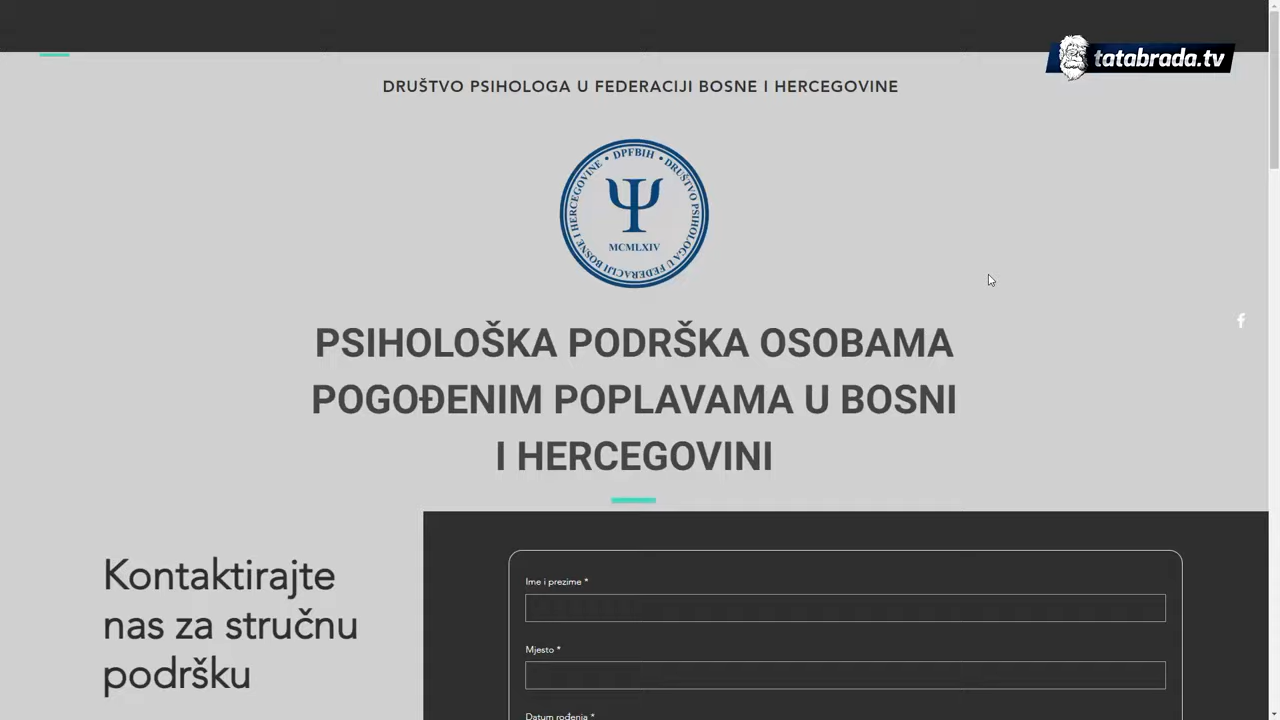 tatabrada.tv
DRUŠTVO PSIHOLOGA U FEDERACIJI BOSNE I HERCEGOVINE
• DPFBIH • DRUŠTVO PSIHOLOGA U FEDERACIJI BOSNE I HERCEGOVINE
MCMLXIV
PSIHOLOŠKA PODRŠKA OSOBAMA
POGOĐENIM POPLAVAMA U BOSNI
I HERCEGOVINI
Kontaktirajte
nas za stručnu
podršku
Ime i prezime *
Mjesto *
Datum rođenja *